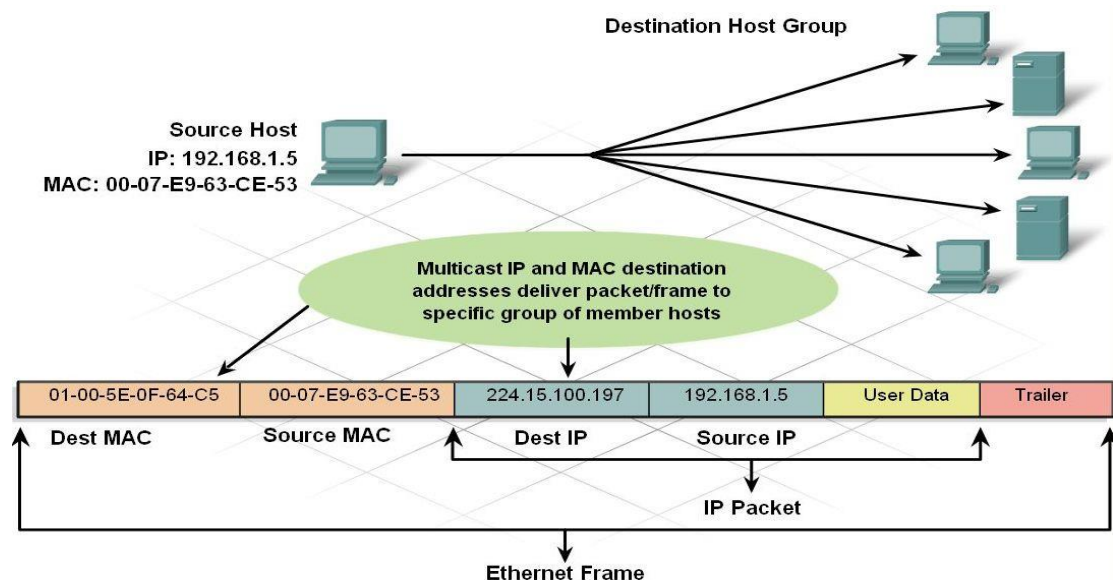 Destination Host Group
Source Host
IP: 192.168.1.5
MAC: 00-07-E9-63-CE-53
Multicast IP and MAC destination
addresses deliver packet/frame to
specific group of member hosts
01-00-5E-0F-64-C5 00-07-E9-63-CE-53 224.15.100.197 192.168.1.5 User Data Trailer
Dest MAC Source MAC Dest IP Source IP
IP Packet
Ethernet Frame